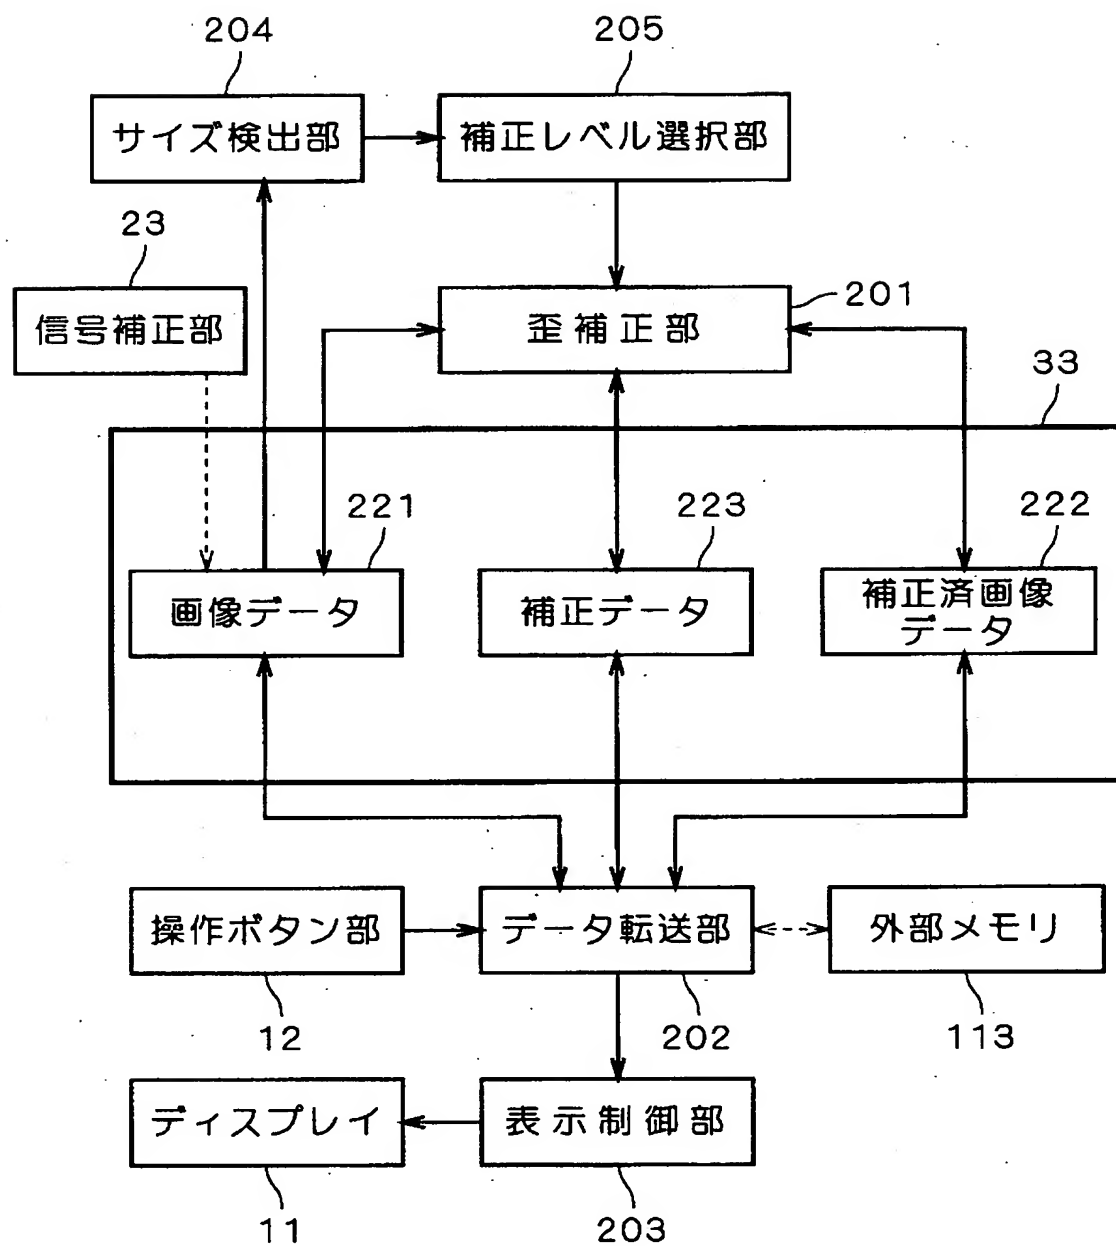 204
205
サイズ検出部
補正レベル選択部
23
信号補正部
201
歪補正部
33
221
223
222
画像データ
補正データ
補正済画像
データ
操作ボタン部
データ転送部
外部メモリ
12
202
113
ディスプレイ
表示制御部
11
203